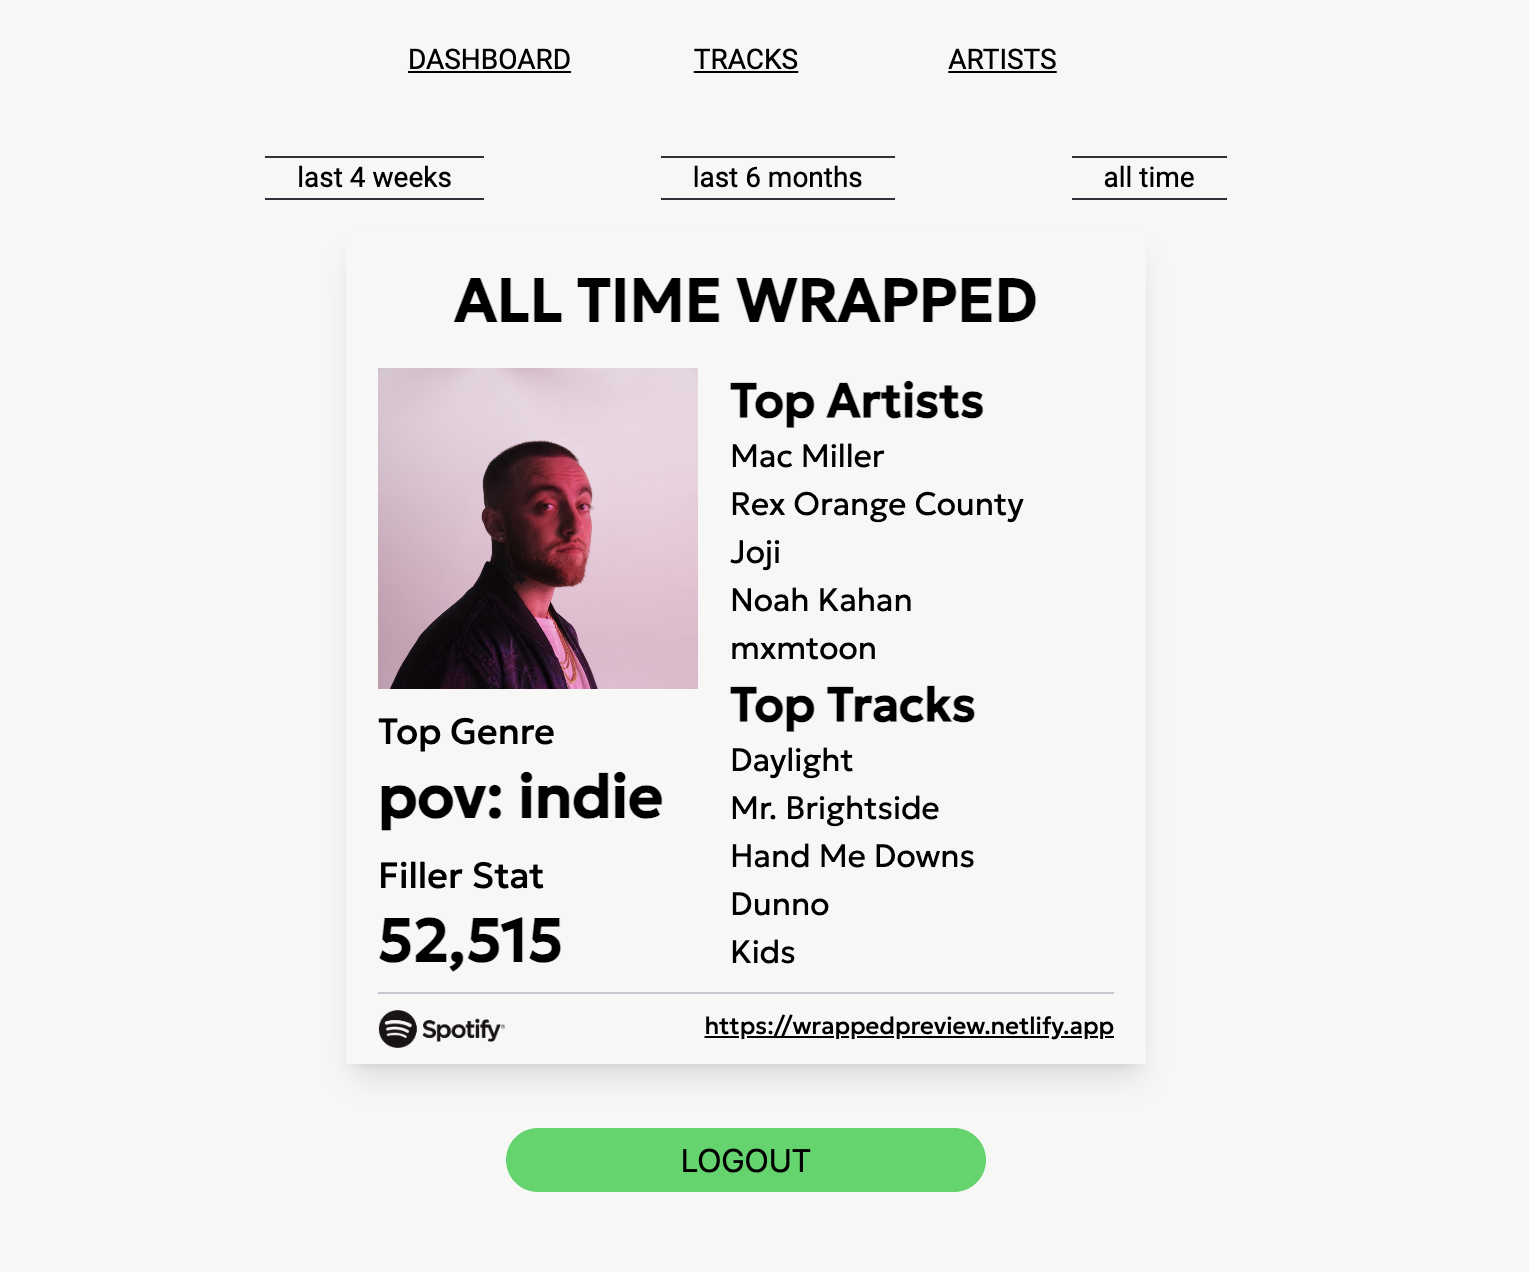 DASHBOARD TRACKS ARTISTS
last 4 weeks last 6 months all time
ALL TIME WRAPPED
Top Artists
Mac Miller
Rex Orange County
Joji
Noah Kahan
mxmtoon
Top Tracks
Daylight
Mr. Brightside
Hand Me Downs
Dunno
Kids
Top Genre
pov: indie
Filler Stat
52,515
Spotify®
https://wrappedpreview.netlify.app
LOGOUT